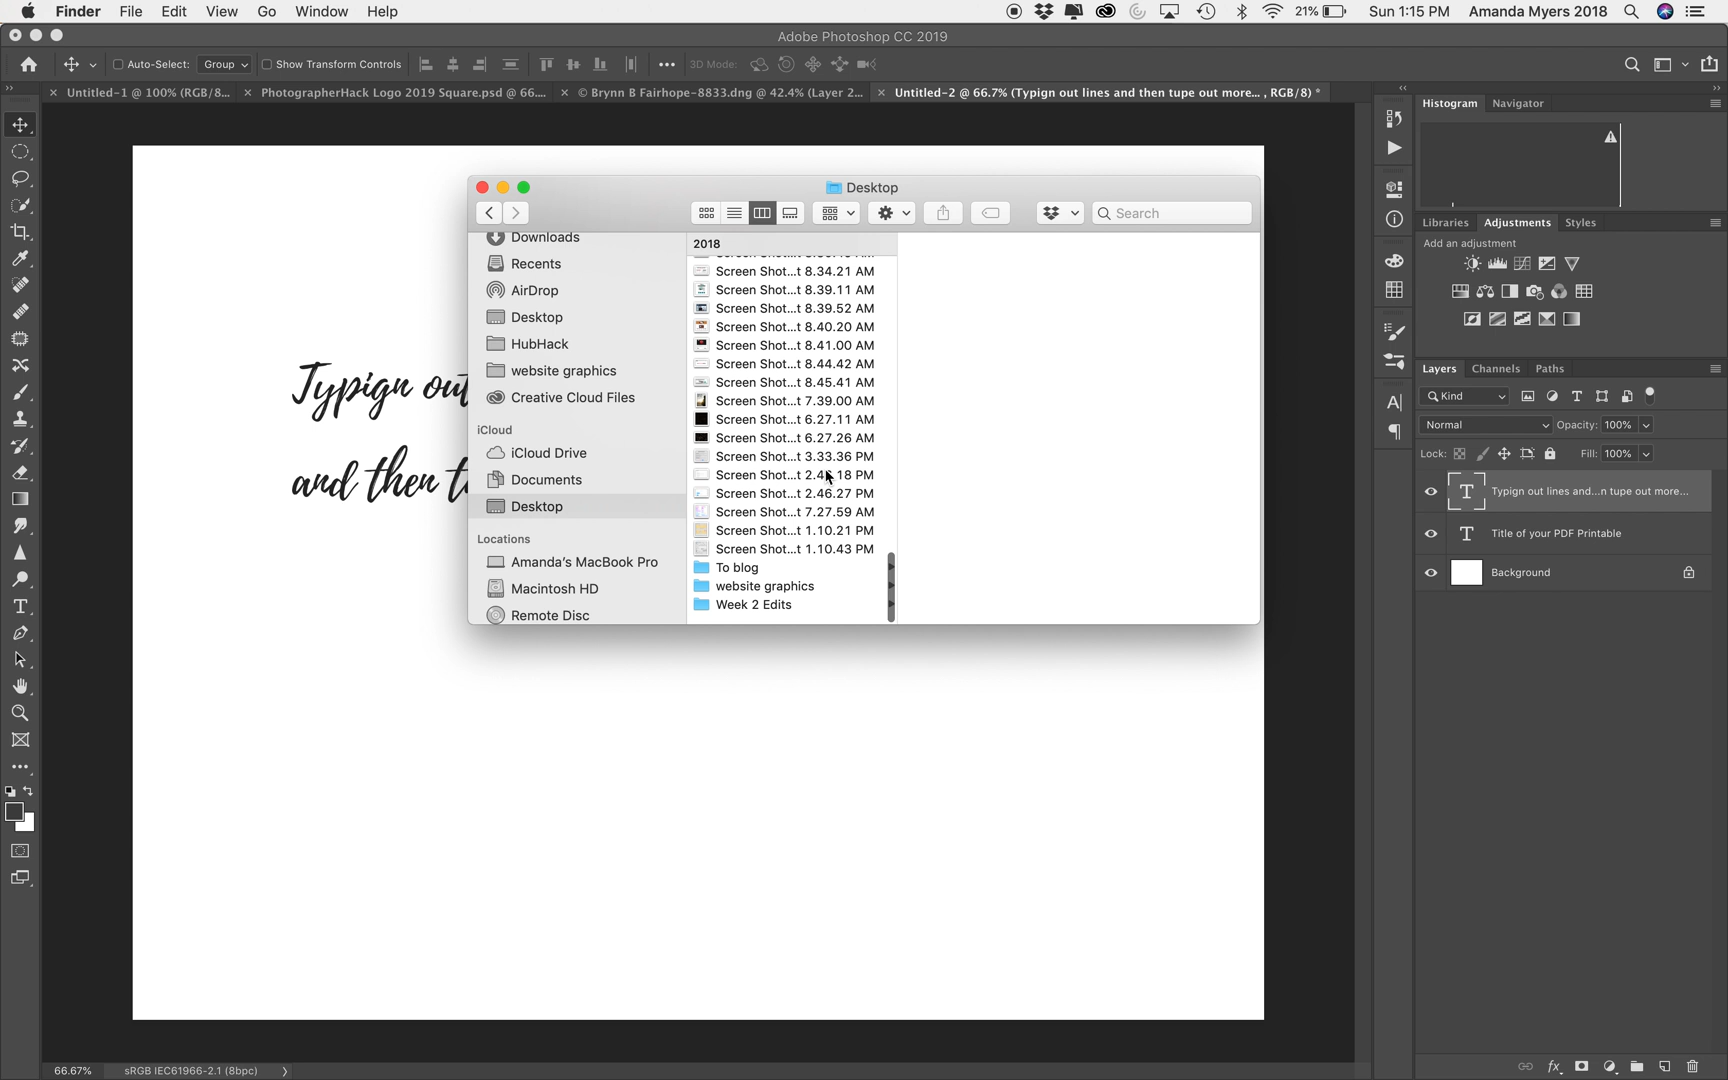 Finder File Edit View Go Window Help
21% Sun 1:15 PM Amanda Myers 2018
Adobe Photoshop CC 2019
Auto-Select: Group Show Transform Controls 3D Mode:
Untitled-1 @ 100% (RGB/8... PhotographerHack Logo 2019 Square.psd @ 66.... © Brynn B Fairhope-8833.dng @ 42.4% (Layer 2... Untitled-2 @ 66.7% (Typign out lines and then tupe out more... , RGB/8) *
Typign out
and then t
Desktop
Search
Downloads
Recents
AirDrop
Desktop
HubHack
website graphics
Creative Cloud Files
iCloud
iCloud Drive
Documents
Desktop
Locations
Amanda's MacBook Pro
Macintosh HD
Remote Disc
2018
Screen Shot...t 8.34.21 AM
Screen Shot...t 8.39.11 AM
Screen Shot...t 8.39.52 AM
Screen Shot...t 8.40.20 AM
Screen Shot...t 8.41.00 AM
Screen Shot...t 8.44.42 AM
Screen Shot...t 8.45.41 AM
Screen Shot...t 7.39.00 AM
Screen Shot...t 6.27.11 AM
Screen Shot...t 6.27.26 AM
Screen Shot...t 3.33.36 PM
Screen Shot...t 2.4 18 PM
Screen Shot...t 2.46.27 PM
Screen Shot...t 7.27.59 AM
Screen Shot...t 1.10.21 PM
Screen Shot...t 1.10.43 PM
To blog
website graphics
Week 2 Edits
Histogram Navigator
Libraries Adjustments Styles
Add an adjustment
Layers Channels Paths
Kind
Normal Opacity: 100%
Lock: Fill: 100%
Typign out lines and...n tupe out more...
Title of your PDF Printable
Background
66.67% sRGB IEC61966-2.1 (8bpc)